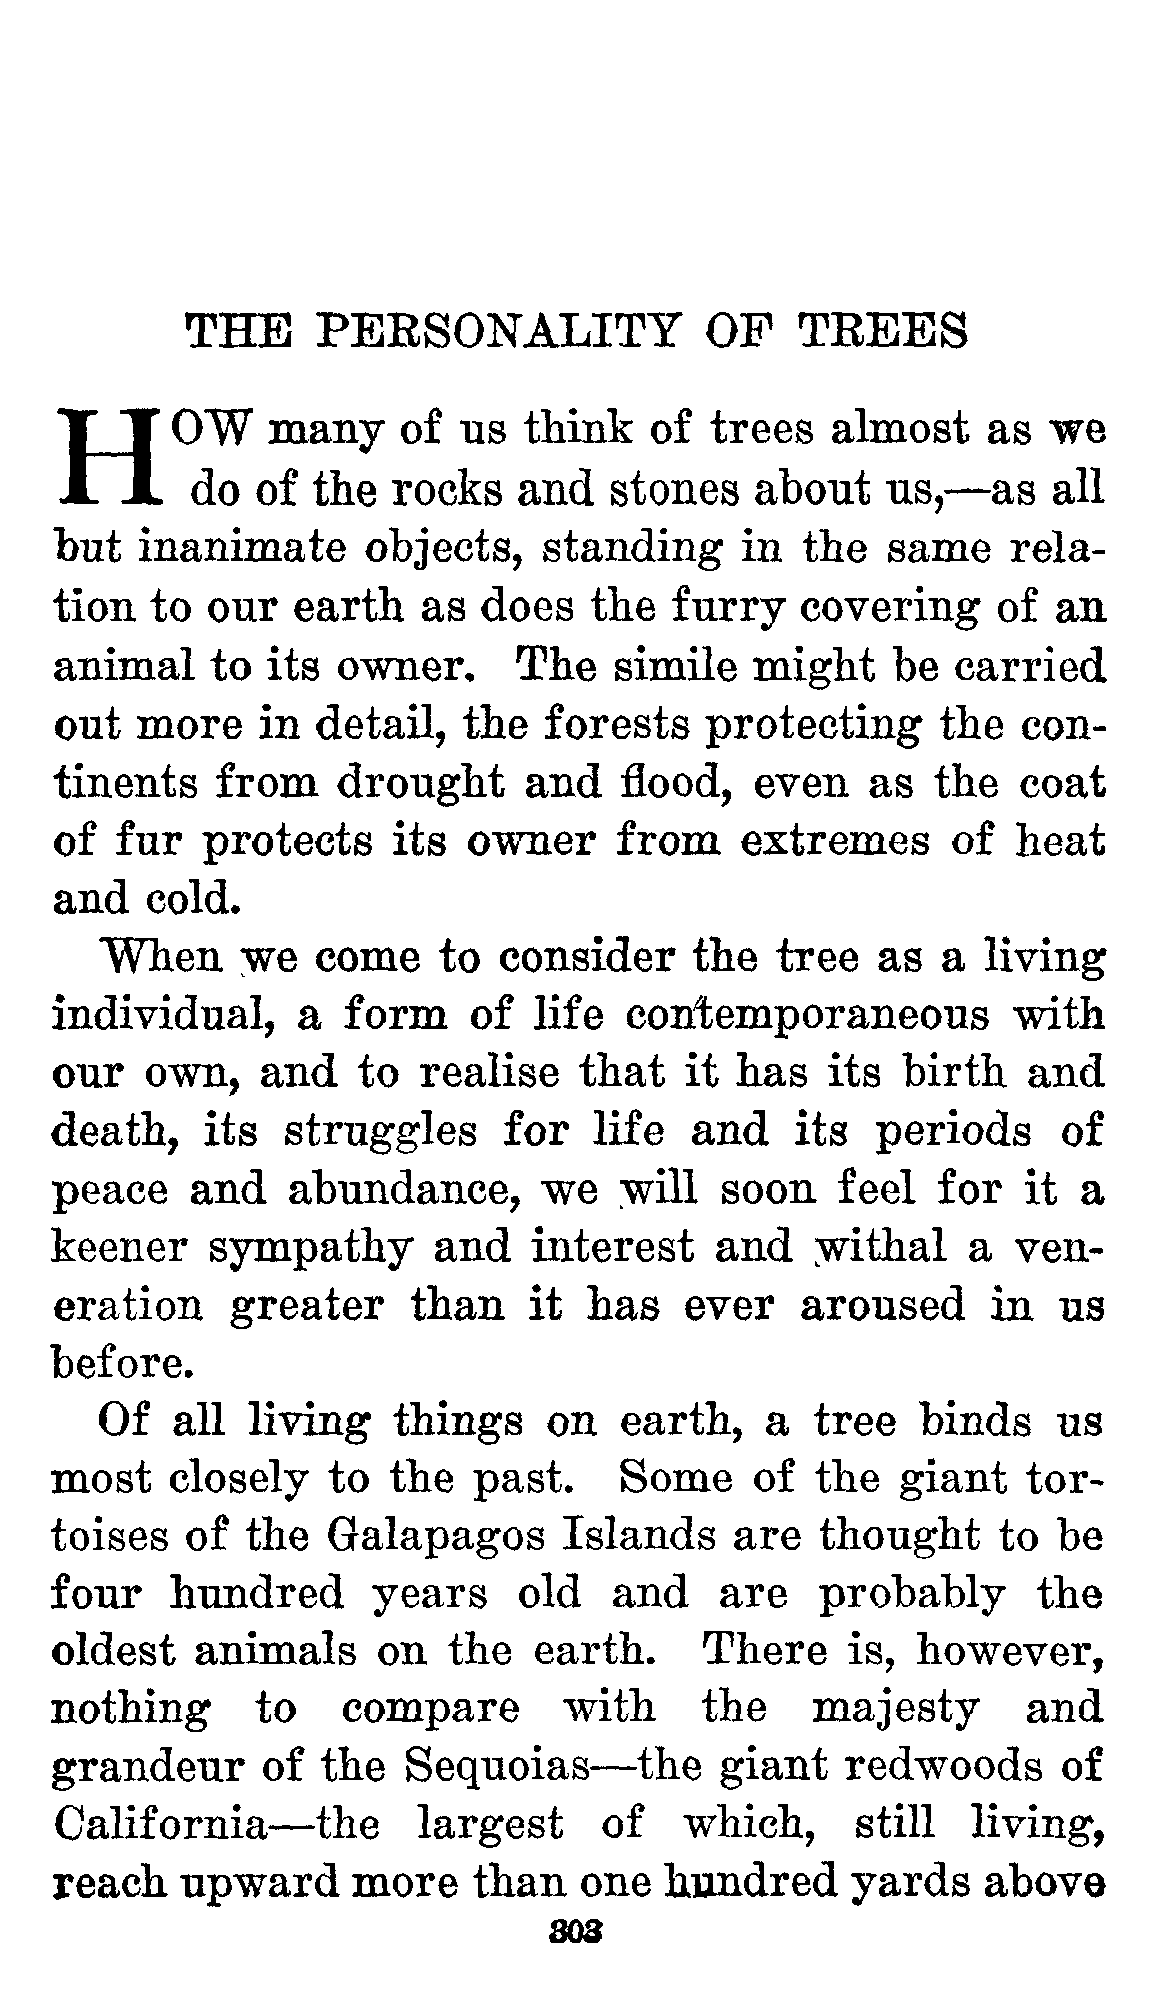 THE PERSONALITY OF TREES
HOW many of us think of trees almost as we
do of the rocks and stones about us,—as all
but inanimate objects, standing in the same rela-
tion to our earth as does the furry covering of an
animal to its owner. The simile might be carried
out more in detail, the forests protecting the con-
tinents from drought and flood, even as the coat
of fur protects its owner from extremes of heat
and cold.
When we come to consider the tree as a living
individual, a form of life contemporaneous with
our own, and to realise that it has its birth and
death, its struggles for life and its periods of
peace and abundance, we will soon feel for it a
keener sympathy and interest and withal a ven-
eration greater than it has ever aroused in us
before.
Of all living things on earth, a tree binds us
most closely to the past. Some of the giant tor-
toises of the Galapagos Islands are thought to be
four hundred years old and are probably the
oldest animals on the earth. There is, however,
nothing to compare with the majesty and
grandeur of the Sequoias—the giant redwoods of
California—the largest of which, still living,
reach upward more than one hundred yards above
303